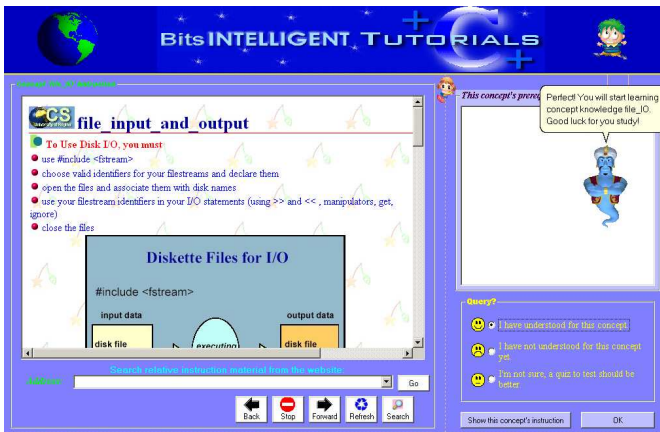 Bits INTELLIGENT TUTORIALS
C++
This concept's prereq
Perfect! You will start learning
concept knowledge file_IO.
Good luck for you study!
CS
file_input_and_output
To Use Disk I/O, you must
use #include <fstream>
choose valid identifiers for your filestreams and declare them
open the files and associate them with disk names
use your filestream identifiers in your I/O statements (using >> and << , manipulators, get,
ignore)
close the files
Diskette Files for I/O
#include <fstream>
input data
output data
disk file
executing
disk file
Search relative instruction material from the website:
Go
Back
Stop
Forward
Refresh
Search
Query?
I have understood for this concept
I have not understood for this concept
yet.
I'm not sure, a quiz to test should be
better
Show this concept's instruction
OK